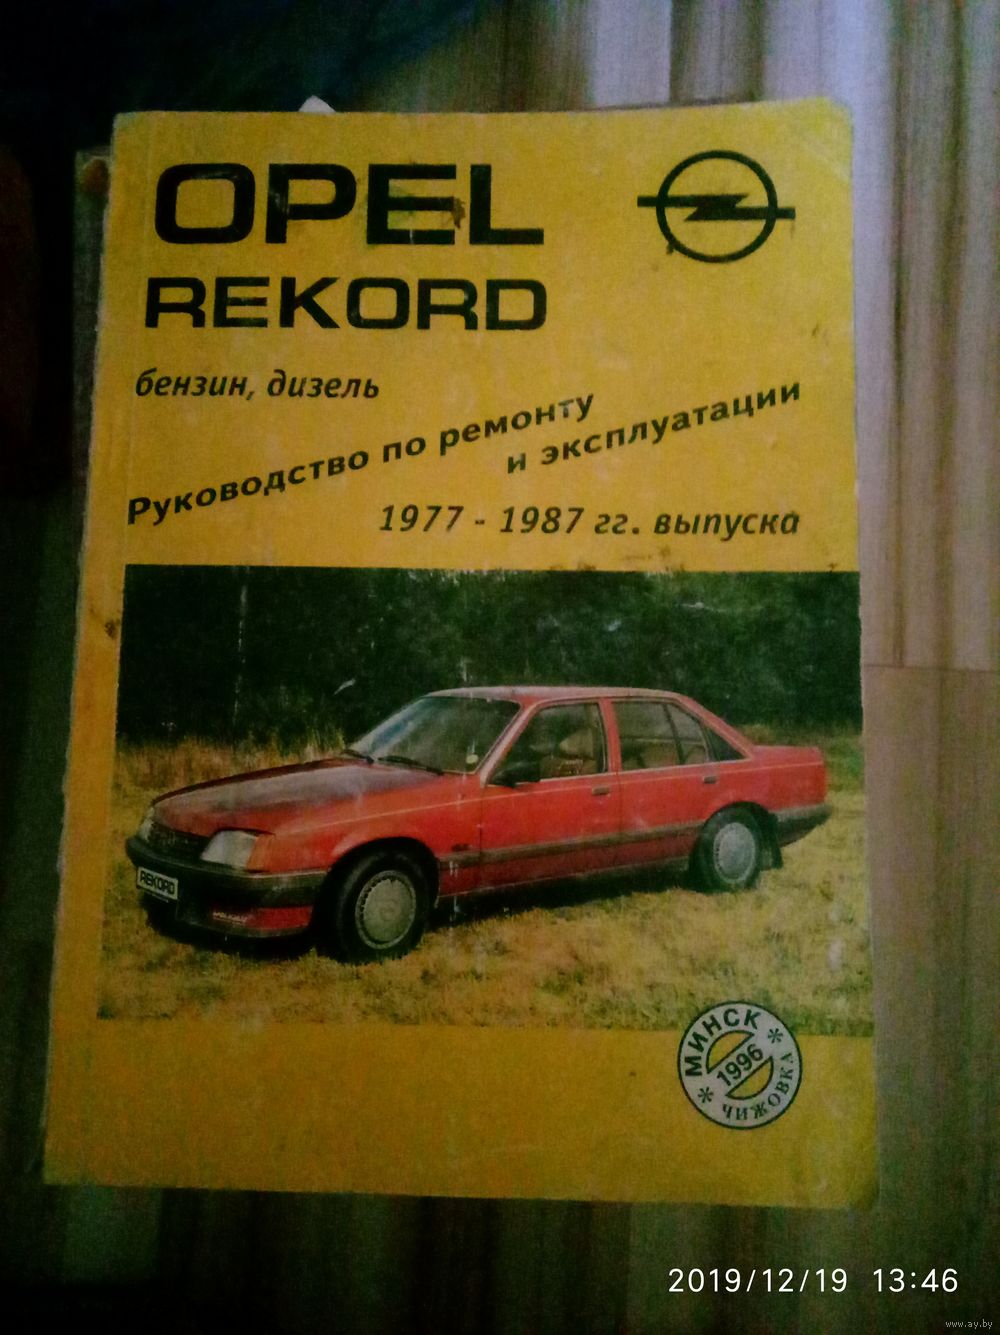 OPEL
REKORD
бензин, дизель
Руководство по ремонту
и эксплуатации
1977 - 1987 гг. выпуска
REKORD
МИНСК
1996
ЧИЖОВКА
2019/12/19 13:46
www.ay.by